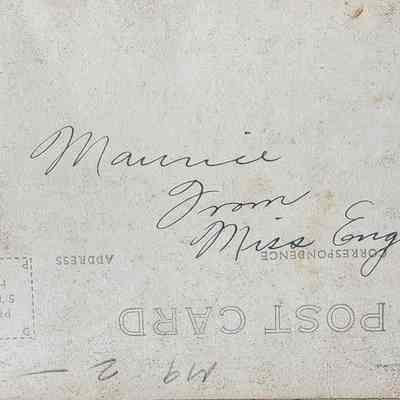 Maurice
From
Miss Eng
CORRESPONDENCE
ADDRESS
POST CARD